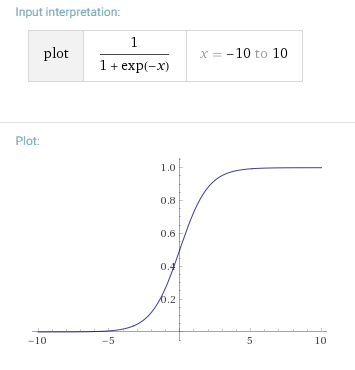 Input interpretation:
plot
1
1 + exp(−x)
x = −10 to 10
Plot:
1.0
0.8
0.6
0.4
0.2
−10 −5 5 10